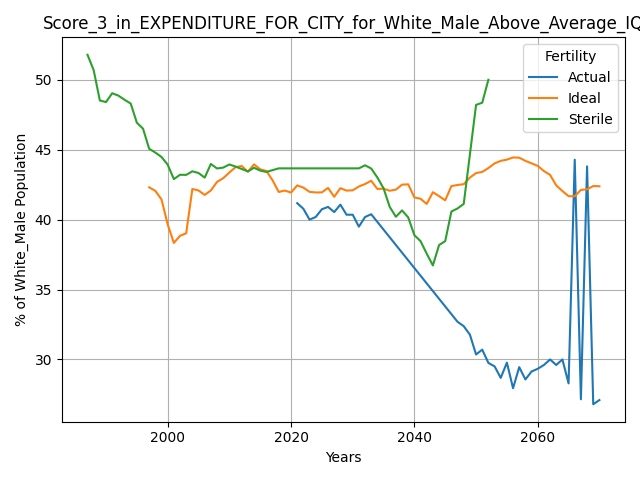 Score_3_in_EXPENDITURE_FOR_CITY_for_White_Male_Above_Average_IQ
Fertility
Actual
Ideal
Sterile
% of White_Male Population
50
45
40
35
30
2000
2020
2040
2060
Years